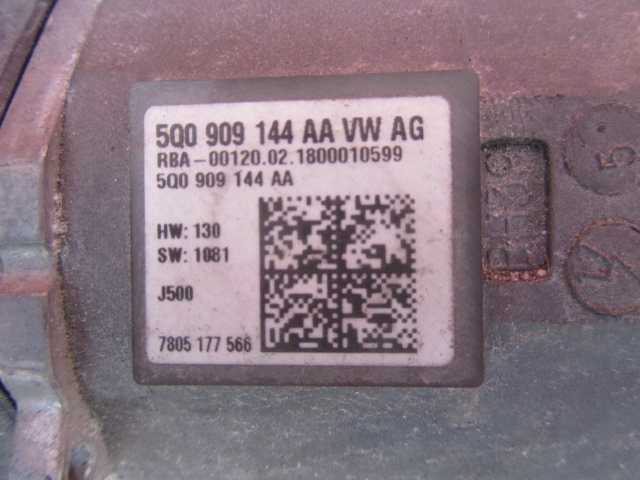 5Q0 909 144 AA VW AG
RBA-00120.02.1800010599
5Q0 909 144 AA
HW: 130
SW: 1081
J500
7805 177 566
5